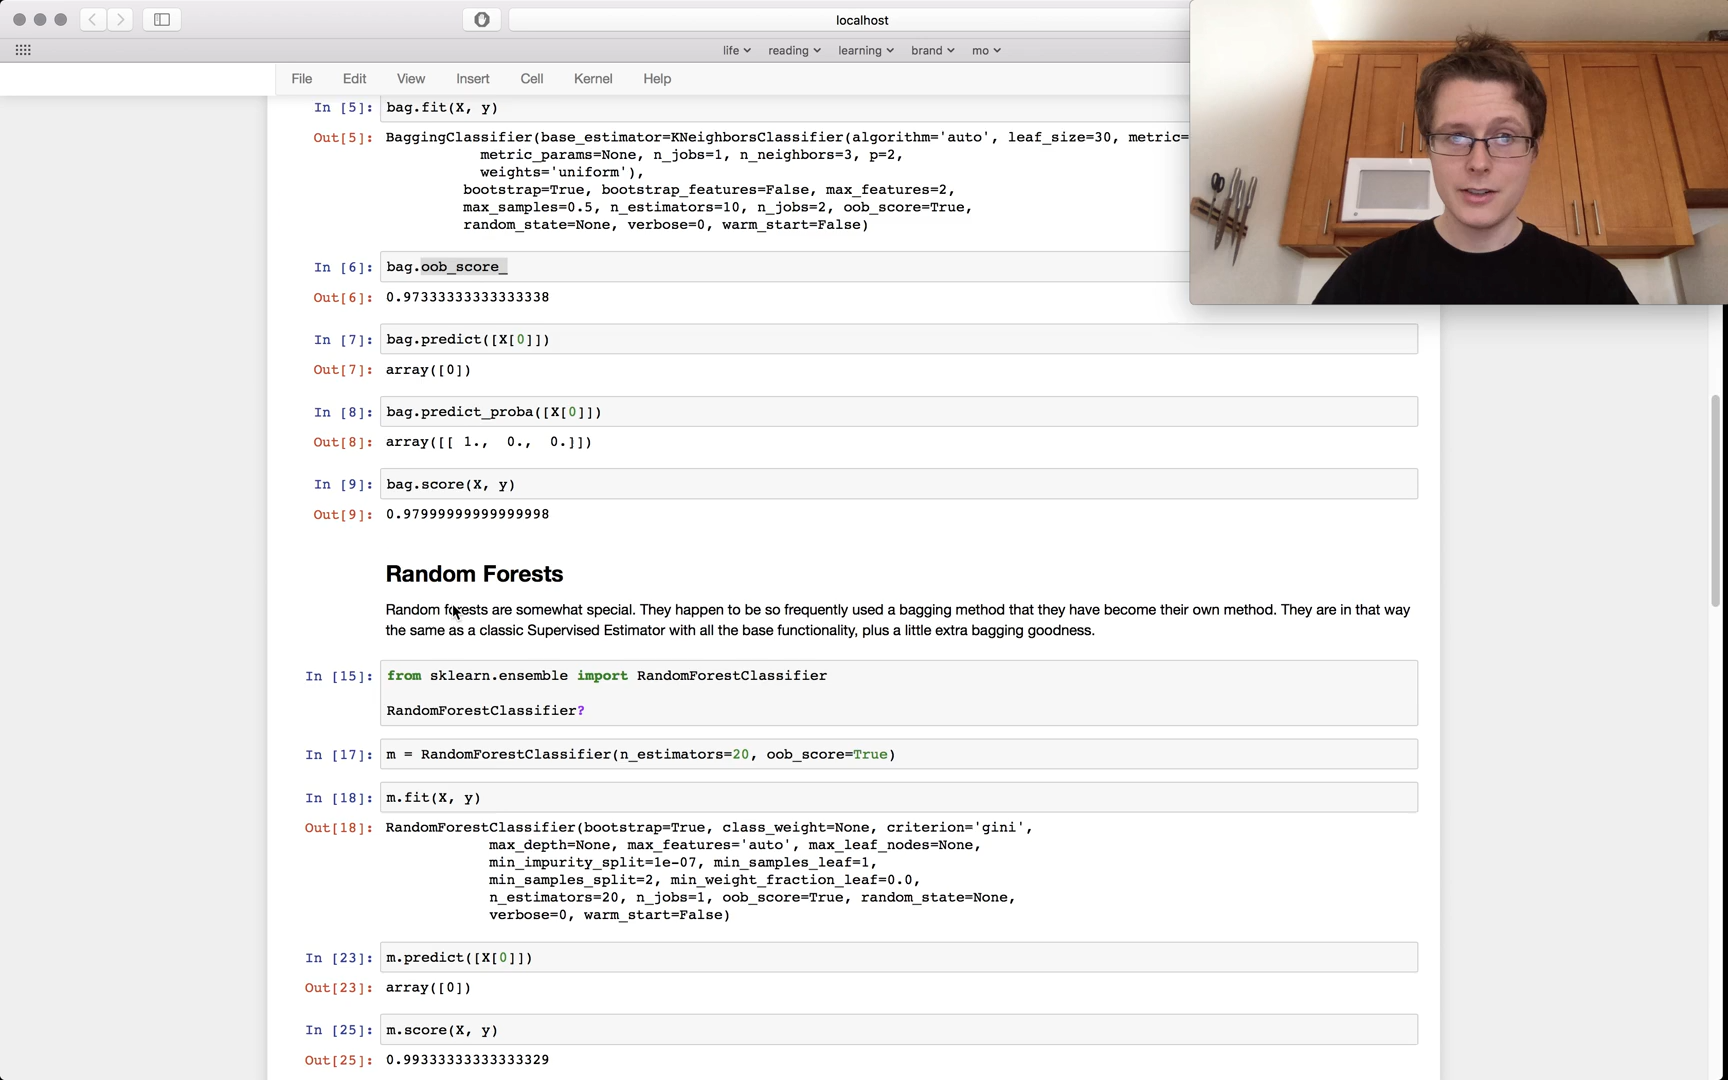 localhost
life reading learning brand mo
File Edit View Insert Cell Kernel Help
In [5]: bag.fit(X, y)
Out[5]: BaggingClassifier(base_estimator=KNeighborsClassifier(algorithm='auto', leaf_size=30, metric=
metric_params=None, n_jobs=1, n_neighbors=3, p=2,
weights='uniform'),
bootstrap=True, bootstrap_features=False, max_features=2,
max_samples=0.5, n_estimators=10, n_jobs=2, oob_score=True,
random_state=None, verbose=0, warm_start=False)
In [6]: bag.oob_score_
Out[6]: 0.97333333333333338
In [7]: bag.predict([X[0]])
Out[7]: array([0])
In [8]: bag.predict_proba([X[0]])
Out[8]: array([[ 1.,  0.,  0.]])
In [9]: bag.score(X, y)
Out[9]: 0.97999999999999998
Random Forests
Random forests are somewhat special. They happen to be so frequently used a bagging method that they have become their own method. They are in that way
the same as a classic Supervised Estimator with all the base functionality, plus a little extra bagging goodness.
In [15]: from sklearn.ensemble import RandomForestClassifier
RandomForestClassifier?
In [17]: m = RandomForestClassifier(n_estimators=20, oob_score=True)
In [18]: m.fit(X, y)
Out[18]: RandomForestClassifier(bootstrap=True, class_weight=None, criterion='gini',
max_depth=None, max_features='auto', max_leaf_nodes=None,
min_impurity_split=1e-07, min_samples_leaf=1,
min_samples_split=2, min_weight_fraction_leaf=0.0,
n_estimators=20, n_jobs=1, oob_score=True, random_state=None,
verbose=0, warm_start=False)
In [23]: m.predict([X[0]])
Out[23]: array([0])
In [25]: m.score(X, y)
Out[25]: 0.99333333333333329